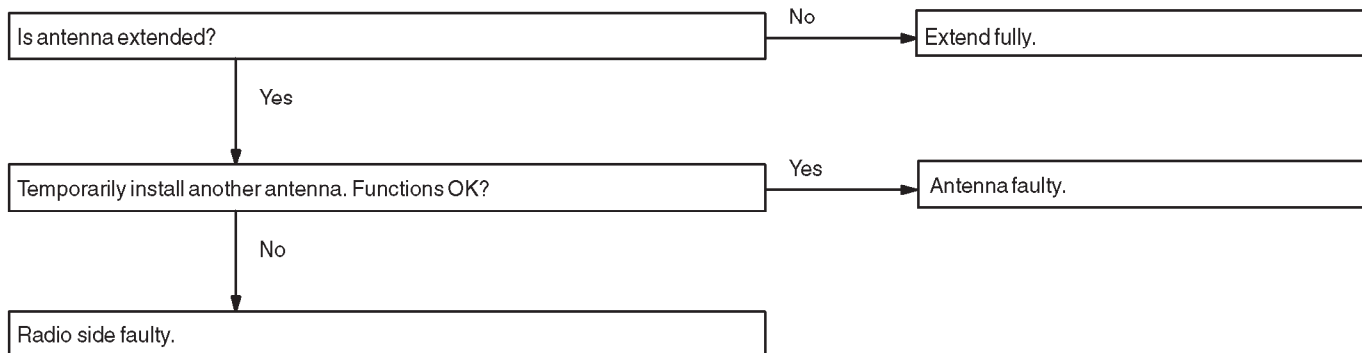 Is antenna extended?
No
Extend fully.
Yes
Temporarily install another antenna. Functions OK?
Yes
Antenna faulty.
No
Radio side faulty.